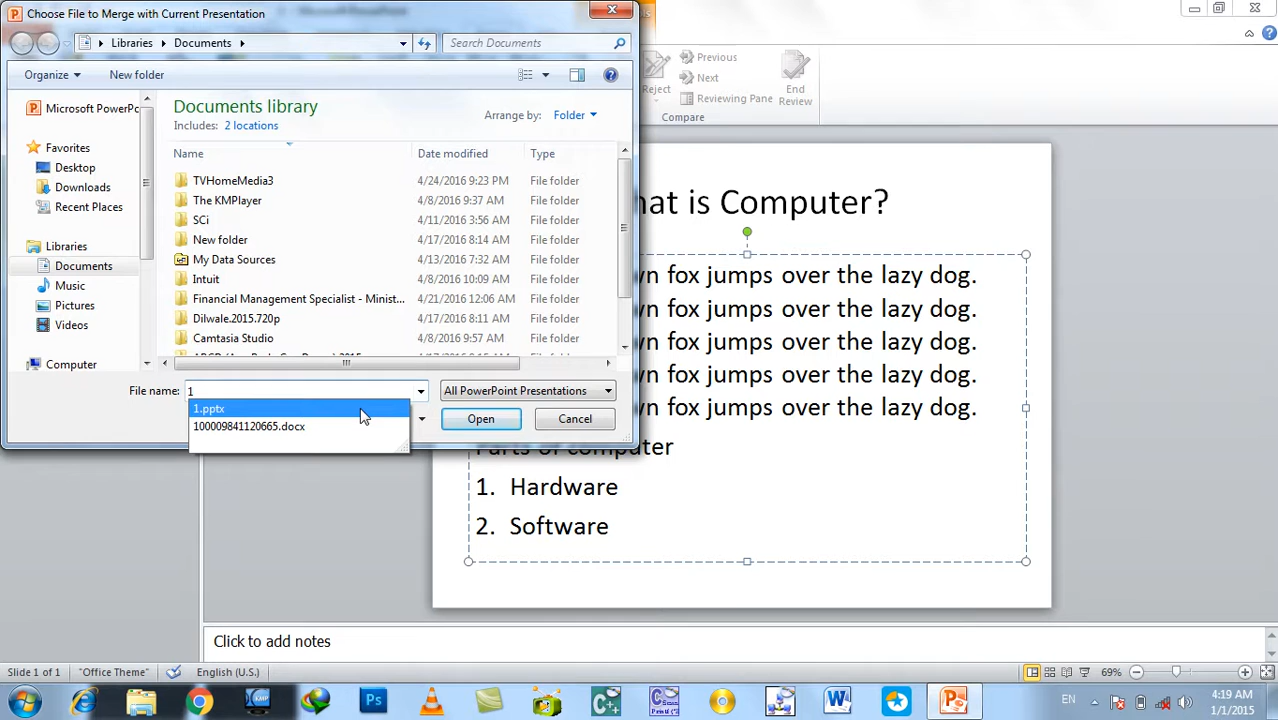 Choose File to Merge with Current Presentation
Libraries Documents
Search Documents
Organize
New folder
Microsoft PowerPo
Favorites
Desktop
Downloads
Recent Places
Libraries
Documents
Music
Pictures
Videos
Computer
Documents library
Includes: 2 locations
Arrange by: Folder
Name Date modified Type
TVHomeMedia3 4/24/2016 9:23 PM File folder
The KMPlayer 4/8/2016 9:37 AM File folder
SCi 4/11/2016 3:56 AM File folder
New folder 4/17/2016 8:14 AM File folder
My Data Sources 4/13/2016 7:32 AM File folder
Intuit 4/8/2016 10:09 AM File folder
Financial Management Specialist - Minist... 4/21/2016 12:06 AM File folder
Dilwale.2015.720p 4/17/2016 8:11 AM File folder
Camtasia Studio 4/8/2016 9:57 AM File folder
File name: 1
All PowerPoint Presentations
1.pptx
100009841120665.docx
Open
Cancel
Reject
Previous
Next
Reviewing Pane
End
Review
Compare
hat is Computer?
wn fox jumps over the lazy dog.
wn fox jumps over the lazy dog.
wn fox jumps over the lazy dog.
wn fox jumps over the lazy dog.
wn fox jumps over the lazy dog.
Parts of computer
1. Hardware
2. Software
Click to add notes
Slide 1 of 1
"Office Theme"
English (U.S.)
69%
EN
4:19 AM
1/1/2015